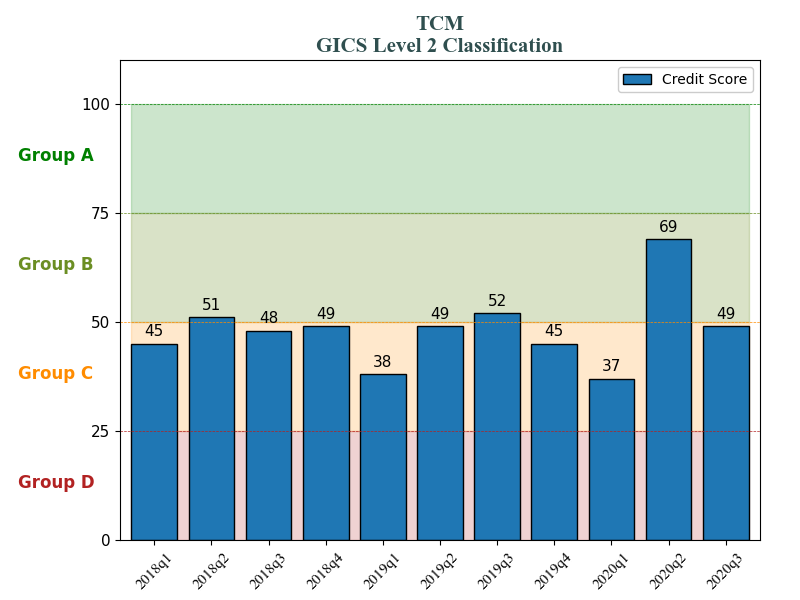 TCM
GICS Level 2 Classification
Credit Score
100
Group A
75
69
Group B
45
51
48
49
38
49
52
45
37
49
50
Group C
25
Group D
0
2018q1
2018q2
2018q3
2018q4
2019q1
2019q2
2019q3
2019q4
2020q1
2020q2
2020q3